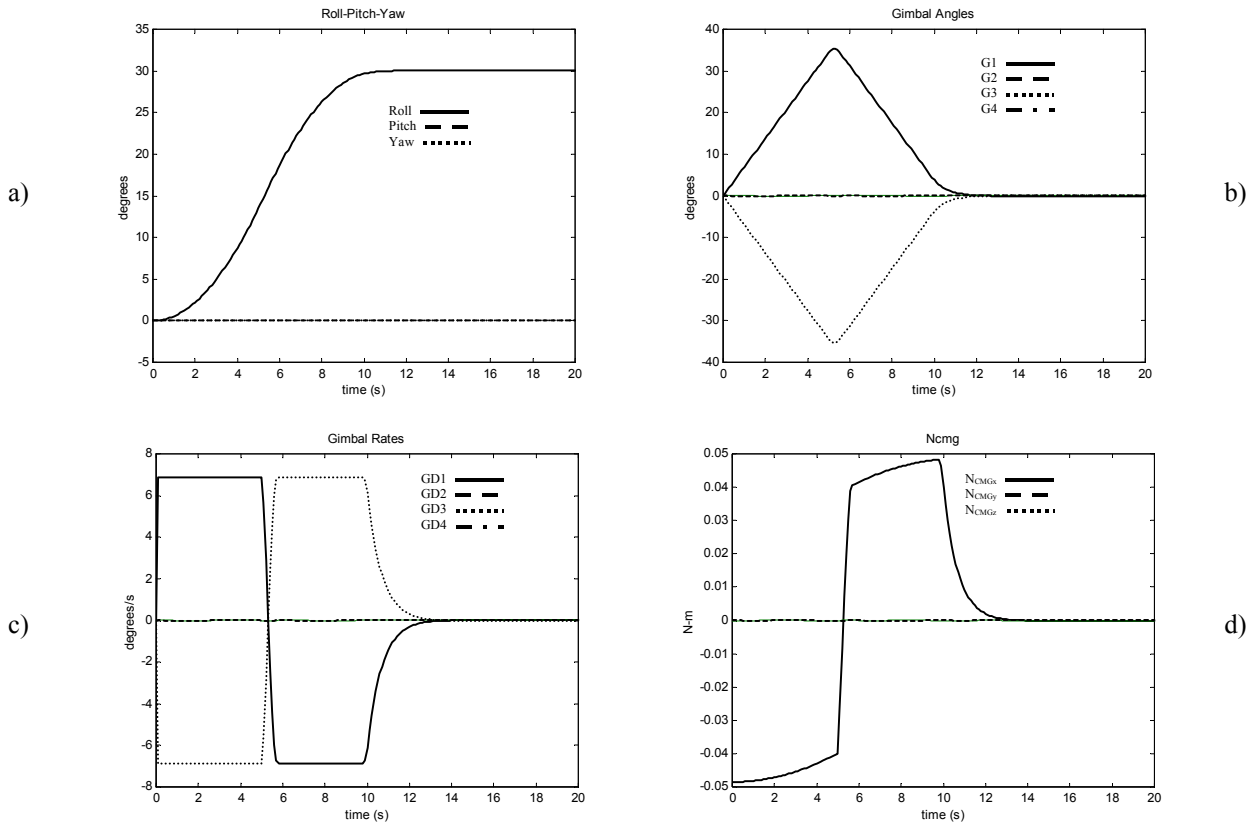 Roll-Pitch-Yaw
35
30
25
20
15
10
5
0
-5
degrees
Roll
Pitch
Yaw
0 2 4 6 8 10 12 14 16 18 20
time (s)
a)
Gimbal Angles
40
30
20
10
0
-10
-20
-30
-40
degrees
G1
G2
G3
G4
0 2 4 6 8 10 12 14 16 18 20
time (s)
b)
Gimbal Rates
8
6
4
2
0
-2
-4
-6
-8
degrees/s
GD1
GD2
GD3
GD4
0 2 4 6 8 10 12 14 16 18 20
time (s)
c)
Ncmg
0.05
0.04
0.03
0.02
0.01
0
-0.01
-0.02
-0.03
-0.04
-0.05
N-m
NCMGx
NCMGy
NCMGz
0 2 4 6 8 10 12 14 16 18 20
time (s)
d)